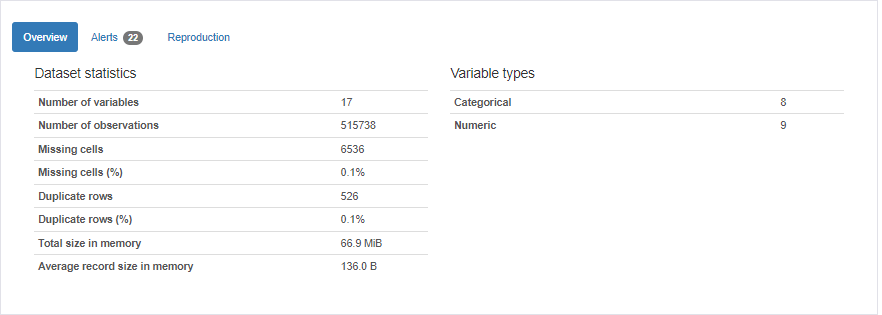 Overview Alerts 22 Reproduction
Dataset statistics
Number of variables 17
Number of observations 515738
Missing cells 6536
Missing cells (%) 0.1%
Duplicate rows 526
Duplicate rows (%) 0.1%
Total size in memory 66.9 MiB
Average record size in memory 136.0 B
Variable types
Categorical 8
Numeric 9